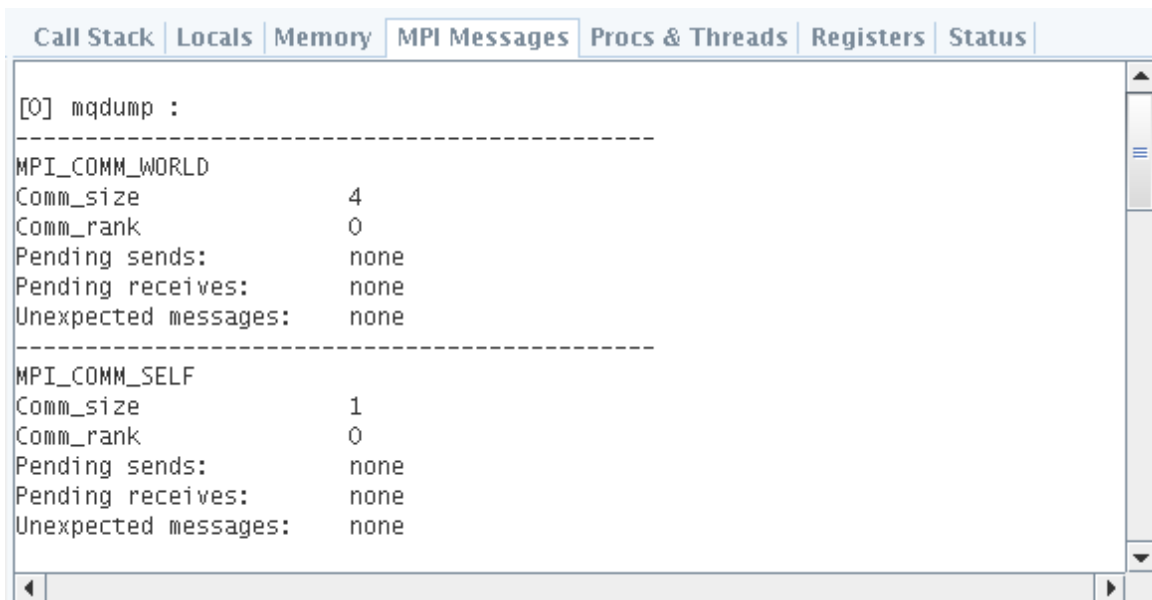 Call Stack Locals Memory MPI Messages Procs & Threads Registers Status
[0] mqdump :
----------------------------------------------
MPI_COMM_WORLD
Comm_size 4
Comm_rank 0
Pending sends: none
Pending receives: none
Unexpected messages: none
----------------------------------------------
MPI_COMM_SELF
Comm_size 1
Comm_rank 0
Pending sends: none
Pending receives: none
Unexpected messages: none